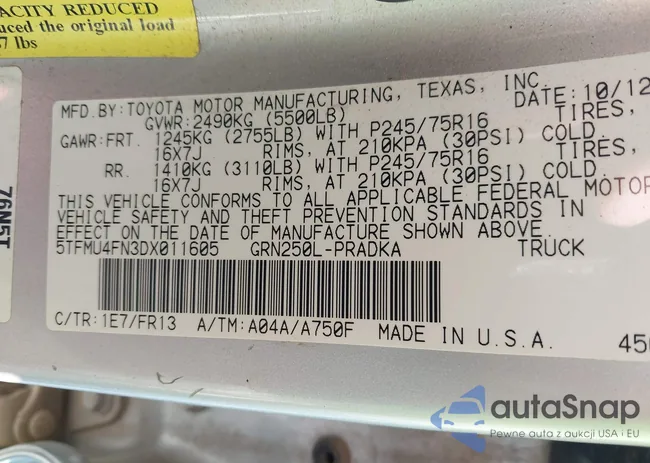 ACITY REDUCED
uced the original load
7 lbs
76N5T
MFD.BY:TOYOTA MOTOR MANUFACTURING, TEXAS, INC.
GVWR:2490KG (5500LB) DATE:10/12
GAWR:FRT. 1245KG (2755LB) WITH P245/75R16 TIRES,
16X7J RIMS, AT 210KPA (30PSI) COLD.
RR. 1410KG (3110LB) WITH P245/75R16 TIRES,
16X7J RIMS, AT 210KPA (30PSI) COLD.
THIS VEHICLE CONFORMS TO ALL APPLICABLE FEDERAL MOTOR
VEHICLE SAFETY AND THEFT PREVENTION STANDARDS IN
EFFECT ON THE DATE OF MANUFACTURE SHOWN ABOVE.
5TFMU4FN3DX011605 GRN250L-PRADKA TRUCK
C/TR:1E7/FR13 A/TM:A04A/A750F MADE IN U.S.A. 450
autoSnap
Pewne auta z aukcji USA i EU